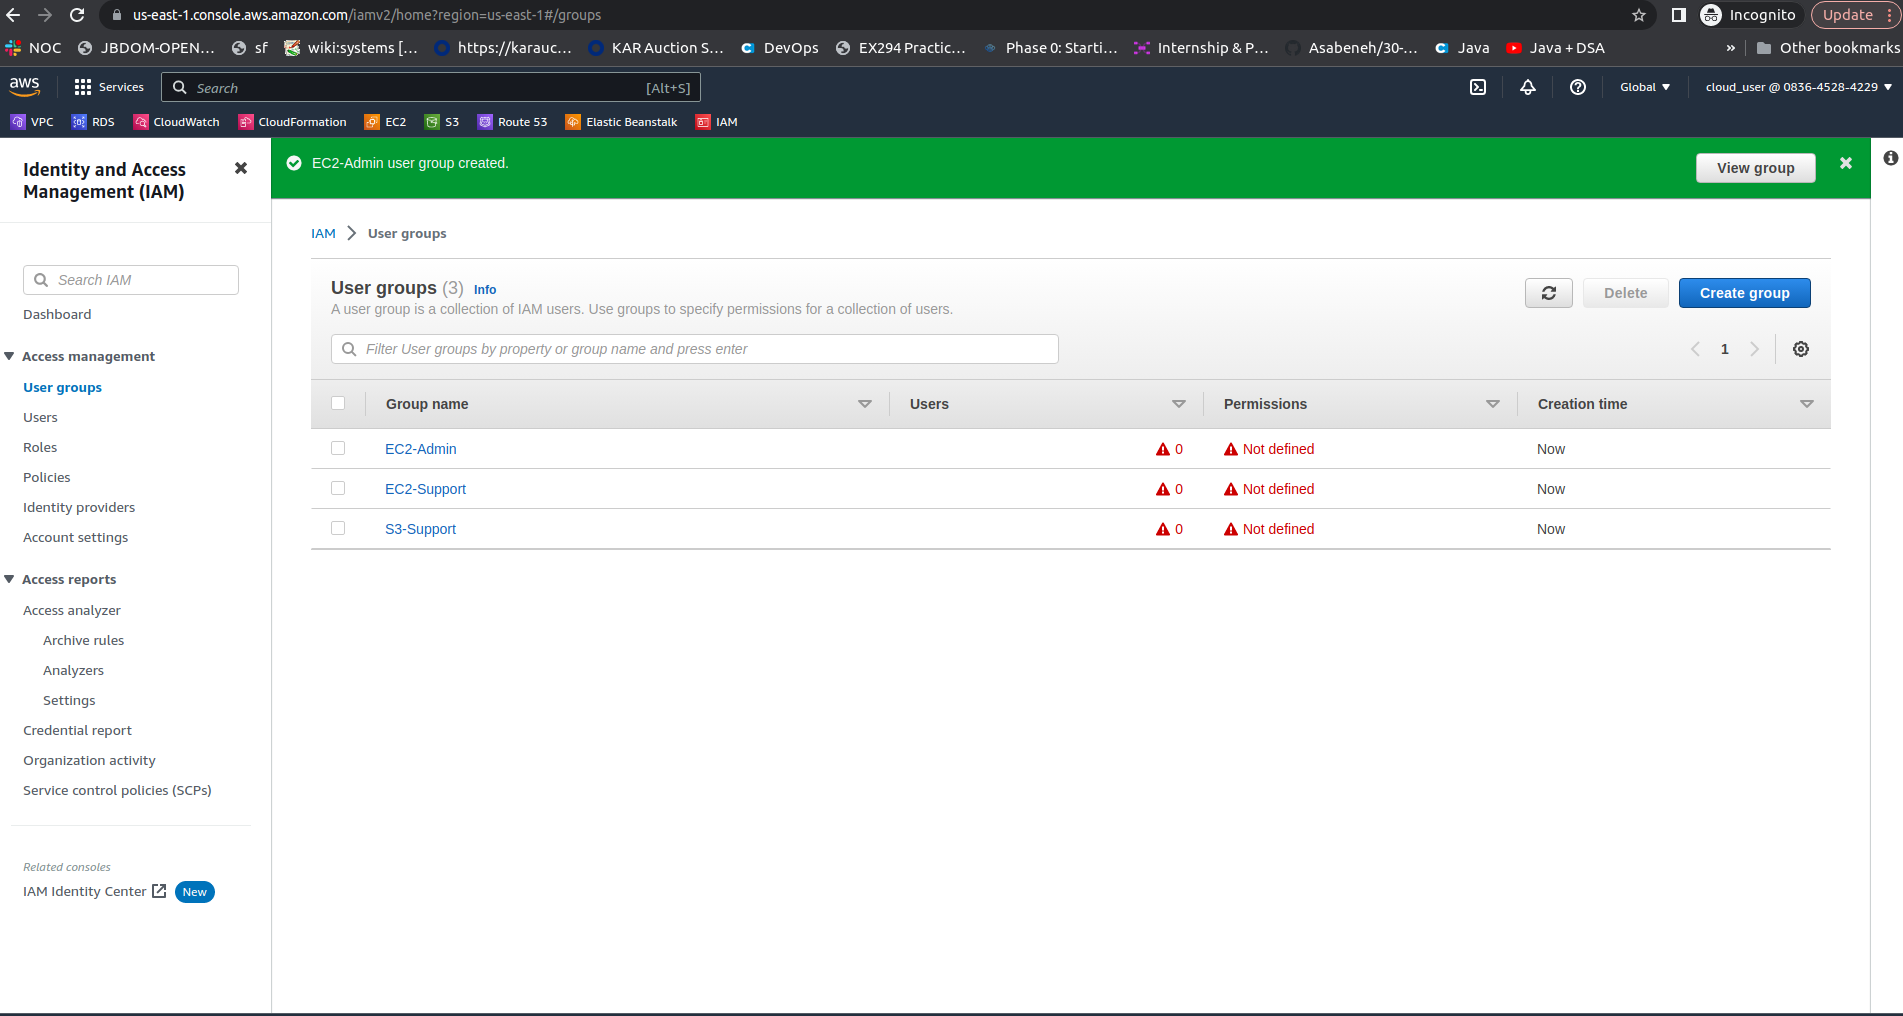 us-east-1.console.aws.amazon.com/iamv2/home?region=us-east-1#/groups
Incognito
Update
NOC
JBDOM-OPEN...
sf
wiki:systems [...
https://karauc...
KAR Auction S...
DevOps
EX294 Practic...
Phase 0: Starti...
Internship & P...
Asabeneh/30-...
Java
Java + DSA
»
Other bookmarks
aws
Services
Search
[Alt+S]
Global
cloud_user @ 0836-4528-4229
VPC
RDS
CloudWatch
CloudFormation
EC2
S3
Route 53
Elastic Beanstalk
IAM
Identity and Access
Management (IAM)
Search IAM
Dashboard
Access management
User groups
Users
Roles
Policies
Identity providers
Account settings
Access reports
Access analyzer
Archive rules
Analyzers
Settings
Credential report
Organization activity
Service control policies (SCPs)
Related consoles
IAM Identity Center
New
EC2-Admin user group created.
View group
IAM
User groups
User groups (3) Info
A user group is a collection of IAM users. Use groups to specify permissions for a collection of users.
Delete
Create group
Filter User groups by property or group name and press enter
1
Group name
Users
Permissions
Creation time
EC2-Admin
0
Not defined
Now
EC2-Support
0
Not defined
Now
S3-Support
0
Not defined
Now